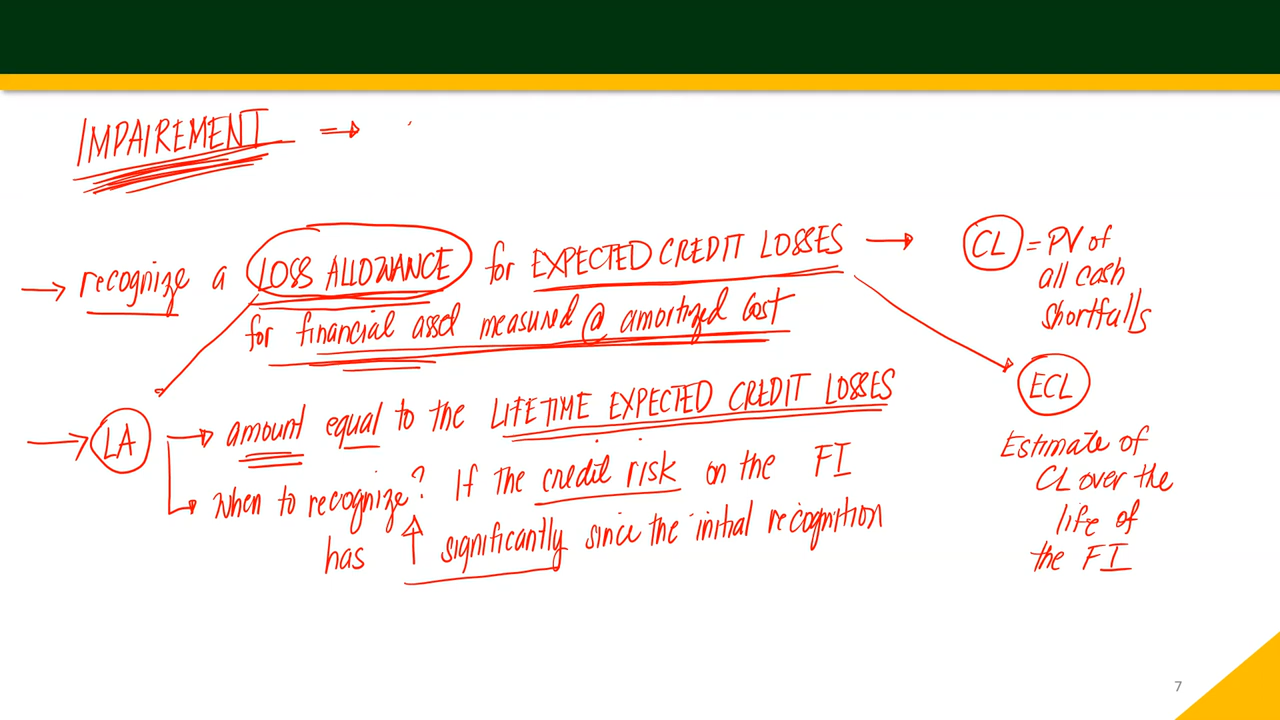 IMPAIREMENT →
→ recognize a LOSS ALLOWANCE for EXPECTED CREDIT LOSSES →
for financial asset measured @ amortized cost
CL = PV of
all cash
shortfalls
→ LA → amount equal to the LIFETIME EXPECTED CREDIT LOSSES
→ When to recognize? If the credit risk on the FI
has ↑ significantly since the initial recognition
ECL
Estimate of
CL over the
life of
the FI
7